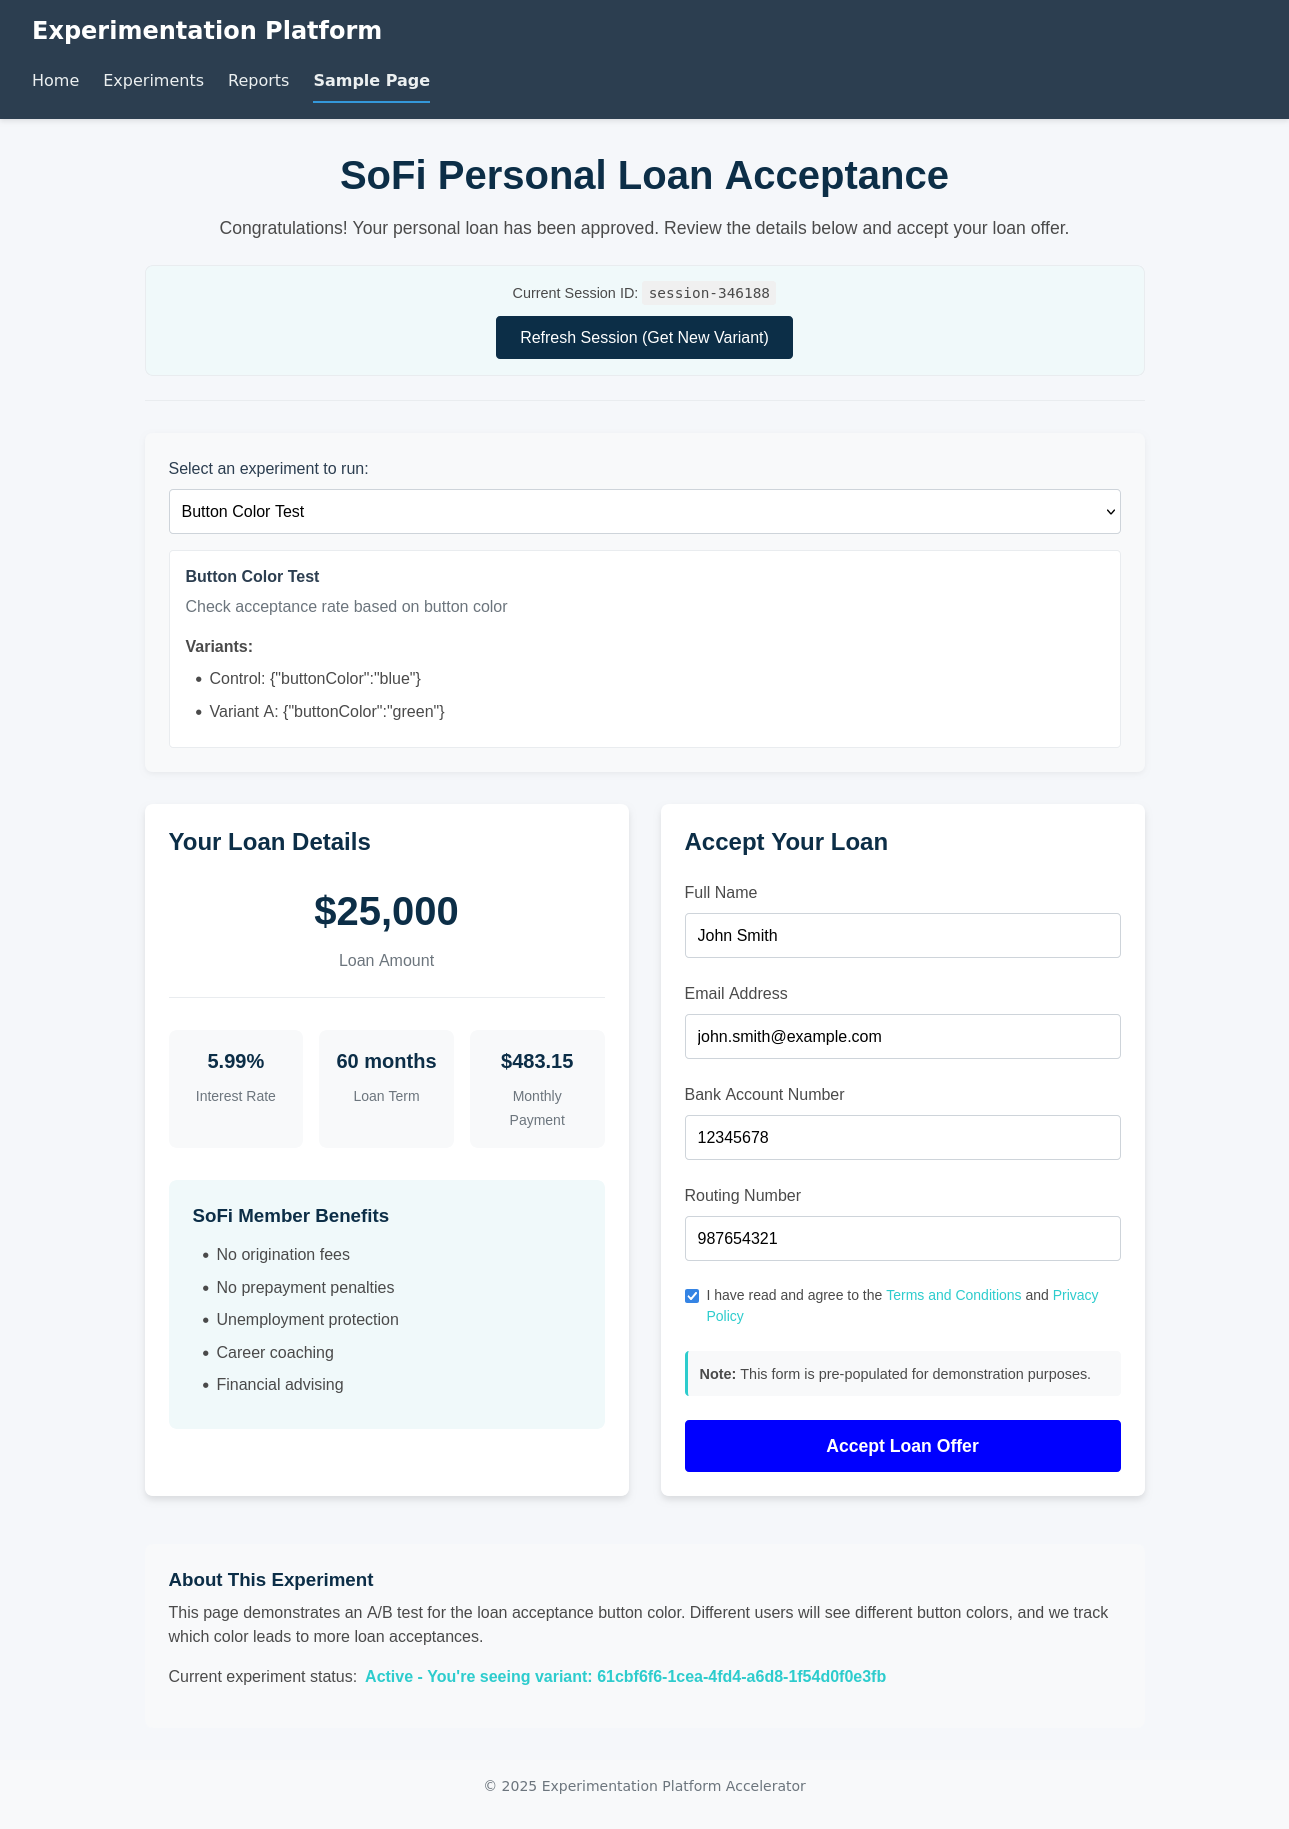 Experimentation Platform
Home Experiments Reports Sample Page
SoFi Personal Loan Acceptance
Congratulations! Your personal loan has been approved. Review the details below and accept your loan offer.
Current Session ID: session-346188
Refresh Session (Get New Variant)
Select an experiment to run:
Button Color Test
Button Color Test
Check acceptance rate based on button color
Variants:
• Control: {"buttonColor":"blue"}
• Variant A: {"buttonColor":"green"}
Your Loan Details
$25,000
Loan Amount
5.99%
Interest Rate
60 months
Loan Term
$483.15
Monthly
Payment
SoFi Member Benefits
• No origination fees
• No prepayment penalties
• Unemployment protection
• Career coaching
• Financial advising
Accept Your Loan
Full Name
John Smith
Email Address
john.smith@example.com
Bank Account Number
12345678
Routing Number
987654321
I have read and agree to the Terms and Conditions and Privacy
Policy
Note: This form is pre-populated for demonstration purposes.
Accept Loan Offer
About This Experiment
This page demonstrates an A/B test for the loan acceptance button color. Different users will see different button colors, and we track
which color leads to more loan acceptances.
Current experiment status: Active - You're seeing variant: 61cbf6f6-1cea-4fd4-a6d8-1f54d0f0e3fb
© 2025 Experimentation Platform Accelerator